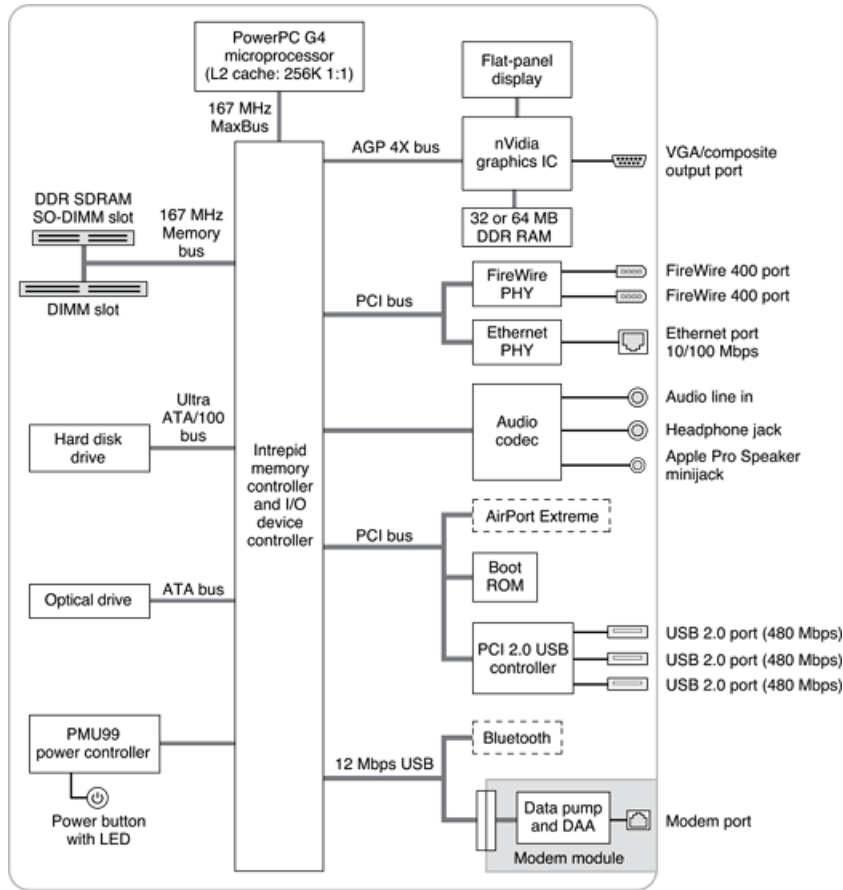 PowerPC G4
microprocessor
(L2 cache: 256K 1:1)
167 MHz
MaxBus
Flat-panel
display
AGP 4X bus
nVidia
graphics IC
VGA/composite
output port
32 or 64 MB
DDR RAM
DDR SDRAM
SO-DIMM slot
167 MHz
Memory
bus
DIMM slot
PCI bus
FireWire
PHY
FireWire 400 port
FireWire 400 port
Ethernet
PHY
Ethernet port
10/100 Mbps
Ultra
ATA/100
bus
Hard disk
drive
Audio
codec
Audio line in
Headphone jack
Apple Pro Speaker
minijack
Intrepid
memory
controller
and I/O
device
controller
PCI bus
AirPort Extreme
Boot
ROM
Optical drive
ATA bus
PCI 2.0 USB
controller
USB 2.0 port (480 Mbps)
USB 2.0 port (480 Mbps)
USB 2.0 port (480 Mbps)
PMU99
power controller
Power button
with LED
12 Mbps USB
Bluetooth
Data pump
and DAA
Modem port
Modem module